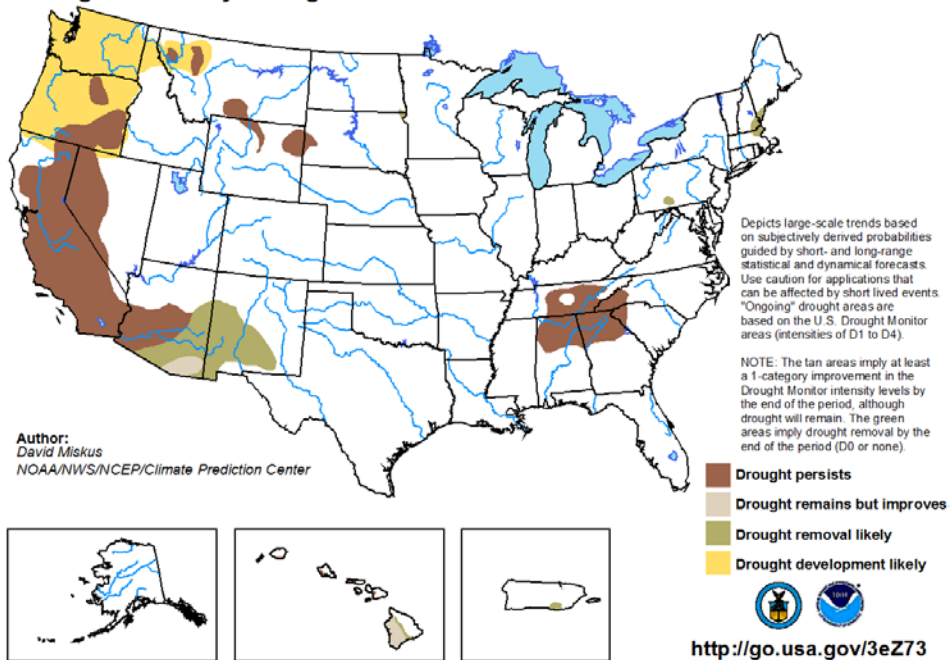 Depicts large-scale trends based
on subjectively derived probabilities
guided by short- and long-range
statistical and dynamical forecasts.
Use caution for applications that
can be affected by short lived events.
"Ongoing" drought areas are
based on the U.S. Drought Monitor
areas (intensities of D1 to D4).
NOTE: The tan areas imply at least
a 1-category improvement in the
Drought Monitor intensity levels by
the end of the period, although
drought will remain. The green
areas imply drought removal by the
end of the period (D0 or none).
Author:
David Miskus
NOAA/NWS/NCEP/Climate Prediction Center
Drought persists
Drought remains but improves
Drought removal likely
Drought development likely
http://go.usa.gov/3eZ73